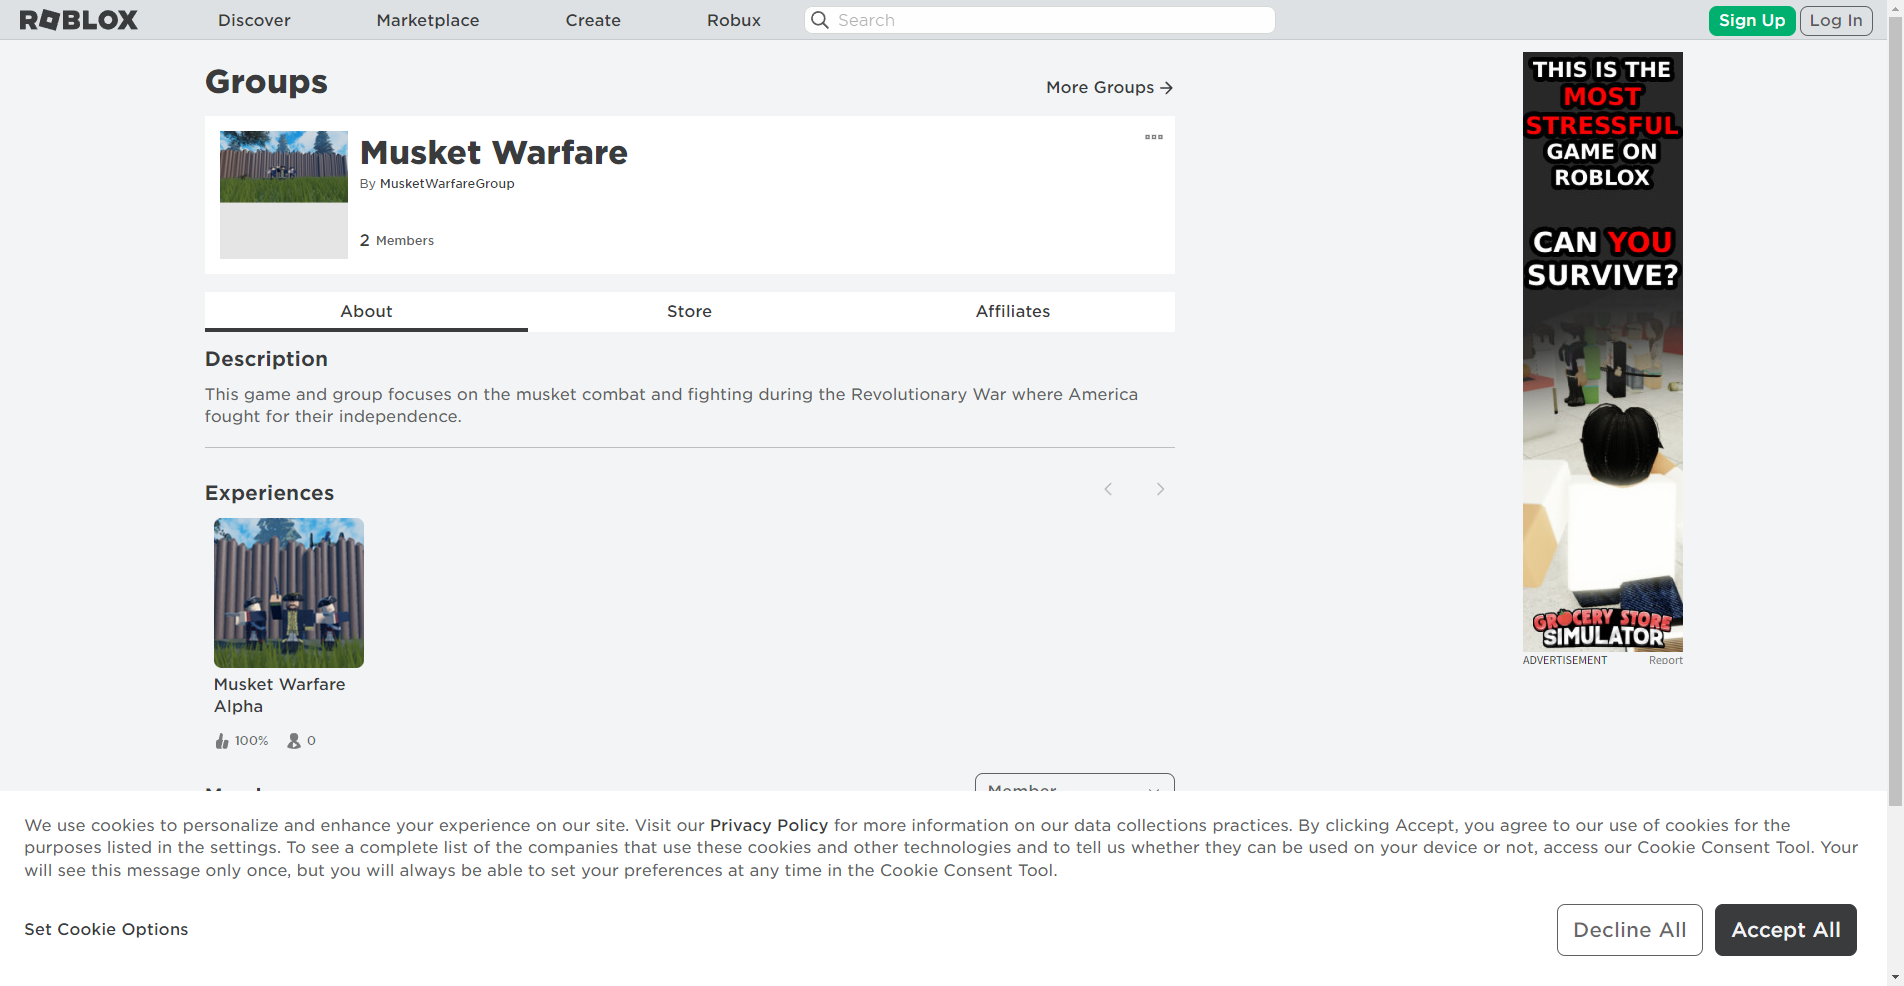 ROBLOX
Discover
Marketplace
Create
Robux
Search
Sign Up
Log In
Groups
More Groups
Musket Warfare
By MusketWarfareGroup
2 Members
About
Store
Affiliates
Description
This game and group focuses on the musket combat and fighting during the Revolutionary War where America
fought for their independence.
Experiences
Musket Warfare
Alpha
100%
0
Member
THIS IS THE
MOST
STRESSFUL
GAME ON
ROBLOX
CAN YOU
SURVIVE?
GROCERY STORE
SIMULATOR
ADVERTISEMENT
Report
We use cookies to personalize and enhance your experience on our site. Visit our Privacy Policy for more information on our data collections practices. By clicking Accept, you agree to our use of cookies for the
purposes listed in the settings. To see a complete list of the companies that use these cookies and other technologies and to tell us whether they can be used on your device or not, access our Cookie Consent Tool. Your
will see this message only once, but you will always be able to set your preferences at any time in the Cookie Consent Tool.
Set Cookie Options
Decline All
Accept All